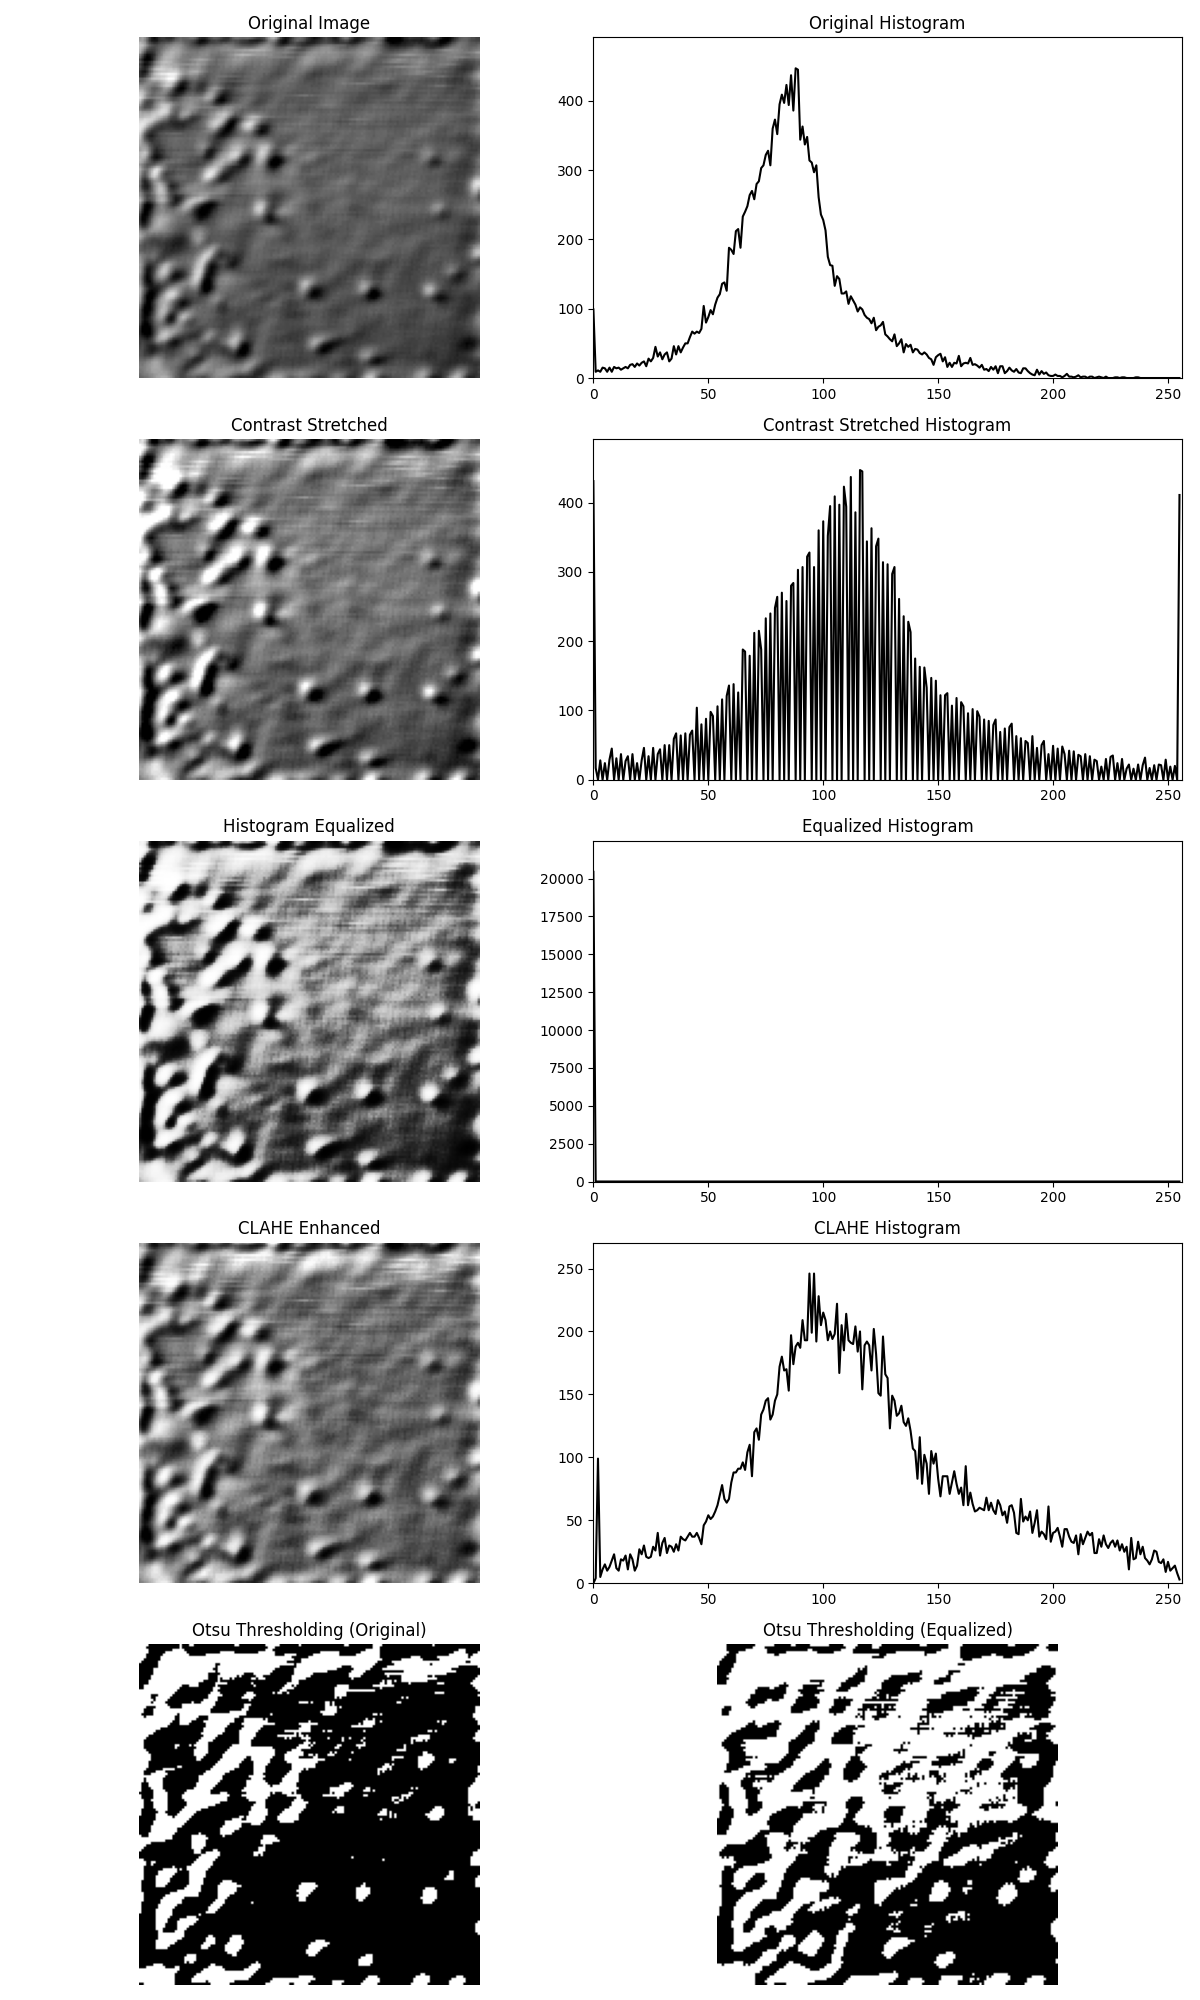 Original Image
Original Histogram
400
300
200
100
0
0 50 100 150 200 250
Contrast Stretched
Contrast Stretched Histogram
400
300
200
100
0
0 50 100 150 200 250
Histogram Equalized
Equalized Histogram
20000
17500
15000
12500
10000
7500
5000
2500
0
0 50 100 150 200 250
CLAHE Enhanced
CLAHE Histogram
250
200
150
100
50
0
0 50 100 150 200 250
Otsu Thresholding (Original)
Otsu Thresholding (Equalized)